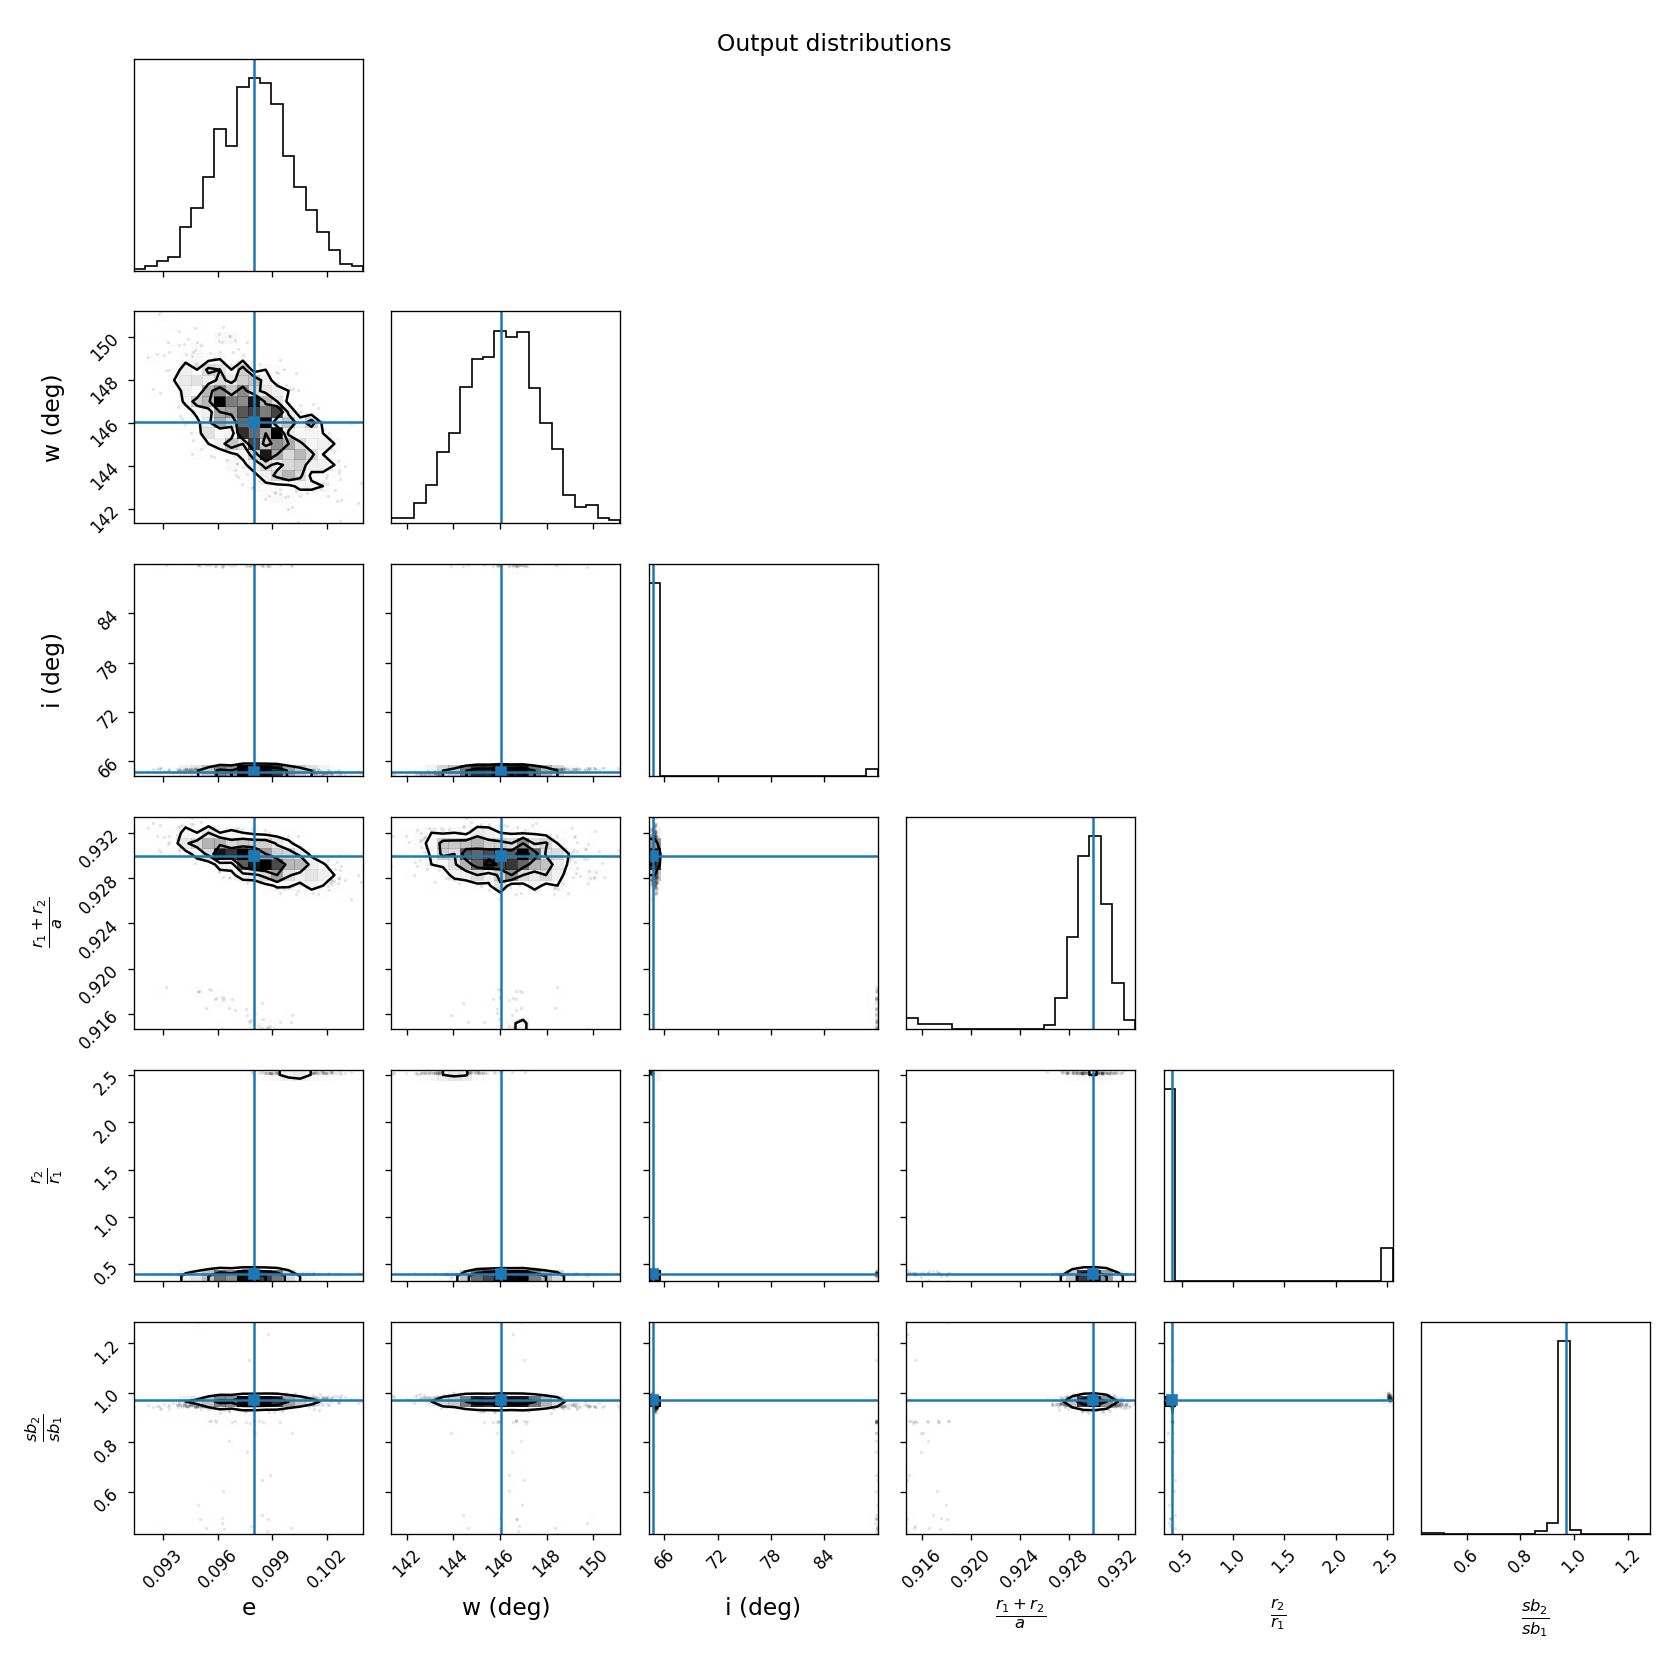 Output distributions
w (deg)
150
148
146
144
142
i (deg)
84
78
72
66
r₁ + r₂
a
0.932
0.928
0.924
0.920
0.916
r₂
r₁
2.5
2.0
1.5
1.0
0.5
sb₂
sb₁
1.2
1.0
0.8
0.6
0.093 0.096 0.099 0.102 142 144 146 148 150 66 72 78 84 0.916 0.920 0.924 0.928 0.932 0.5 1.0 1.5 2.0 2.5 0.6 0.8 1.0 1.2
e w (deg) i (deg) r₁ + r₂ r₂ sb₂
a r₁ sb₁